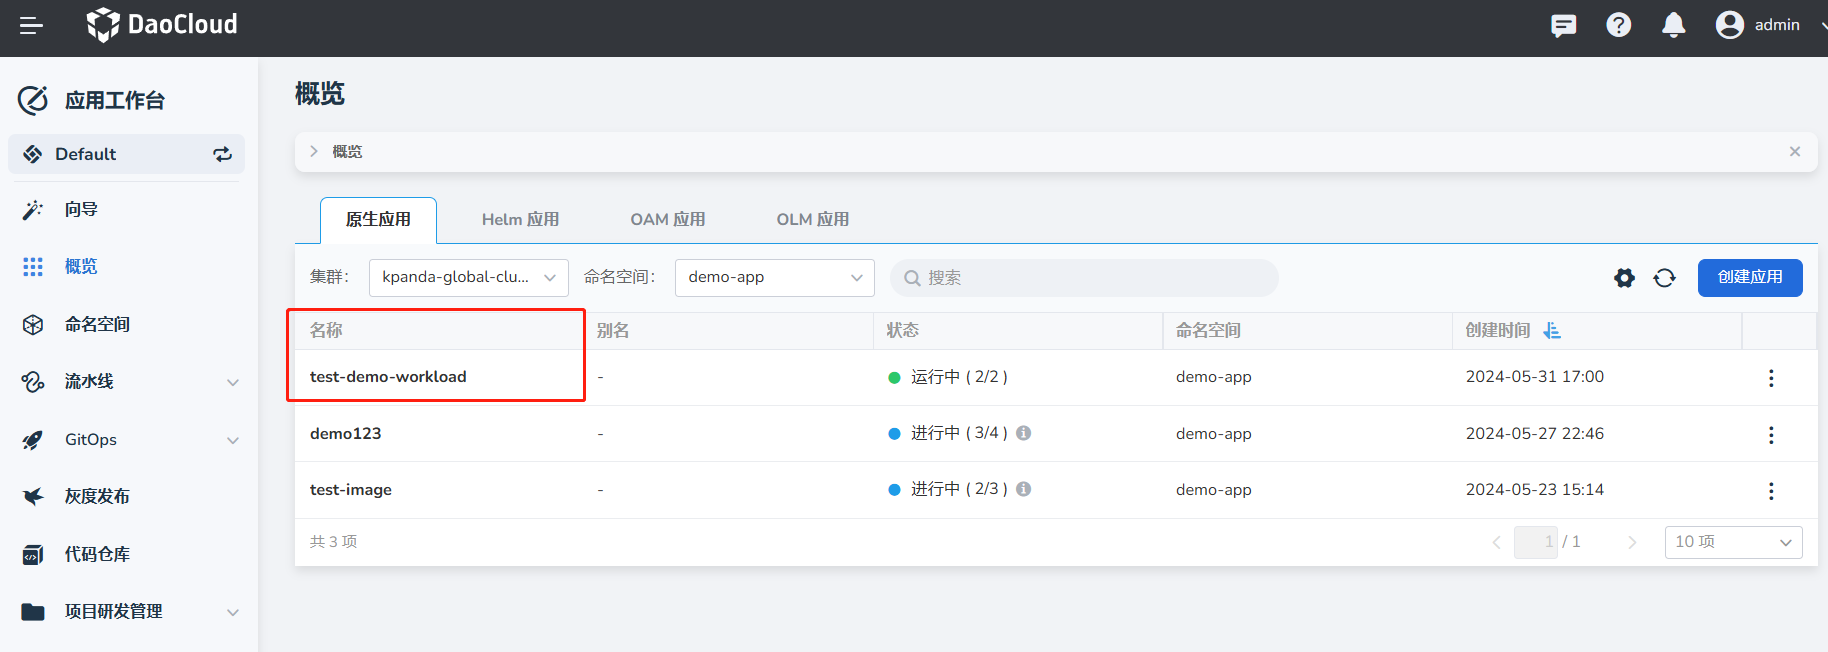 DaoCloud
admin
应用工作台
Default
向导
概览
命名空间
流水线
GitOps
灰度发布
代码仓库
项目研发管理
概览
概览
原生应用 Helm 应用 OAM 应用 OLM 应用
集群： kpanda-global-clu... 命名空间： demo-app 搜索 创建应用
名称 别名 状态 命名空间 创建时间
test-demo-workload - 运行中 ( 2/2 ) demo-app 2024-05-31 17:00
demo123 - 进行中 ( 3/4 ) demo-app 2024-05-27 22:46
test-image - 进行中 ( 2/3 ) demo-app 2024-05-23 15:14
共 3 项 1 / 1 10 项